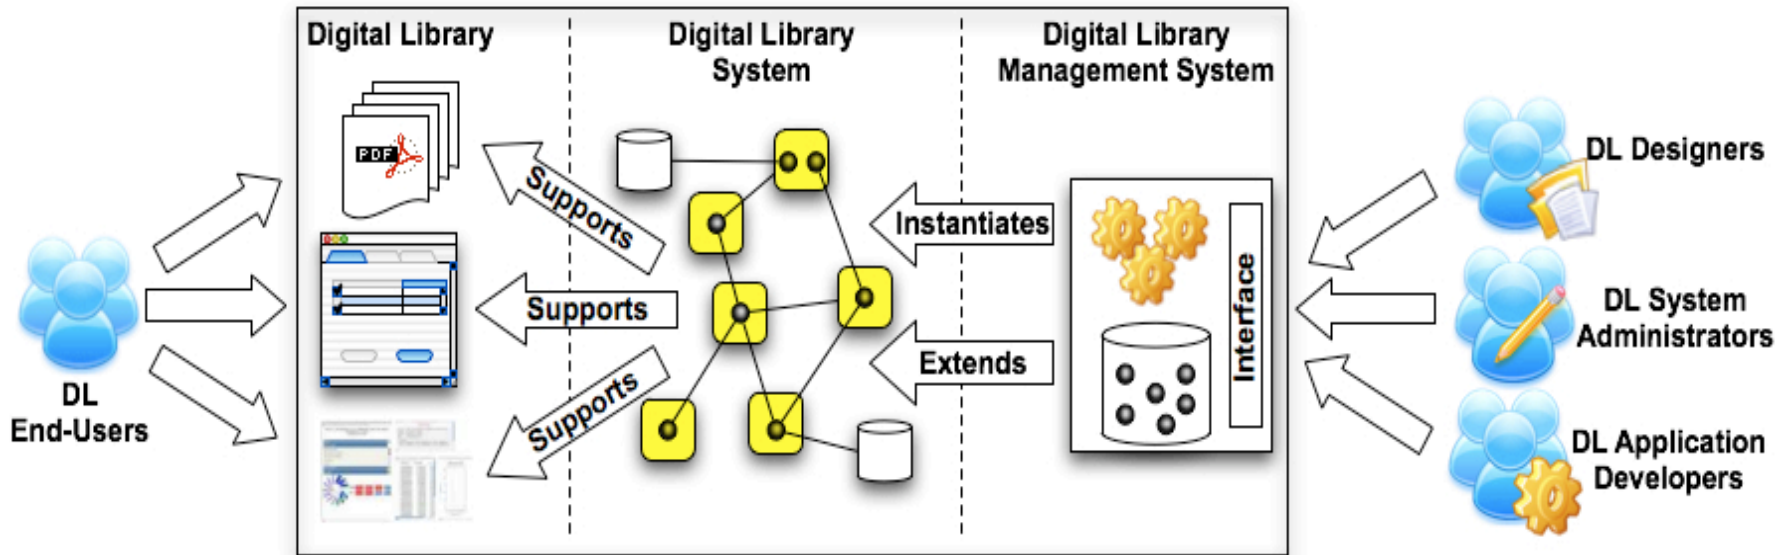 Digital Library
Digital Library
System
Digital Library
Management System
PDF
Supports
Supports
Supports
Instantiates
Extends
Interface
DL
End-Users
DL Designers
DL System
Administrators
DL Application
Developers